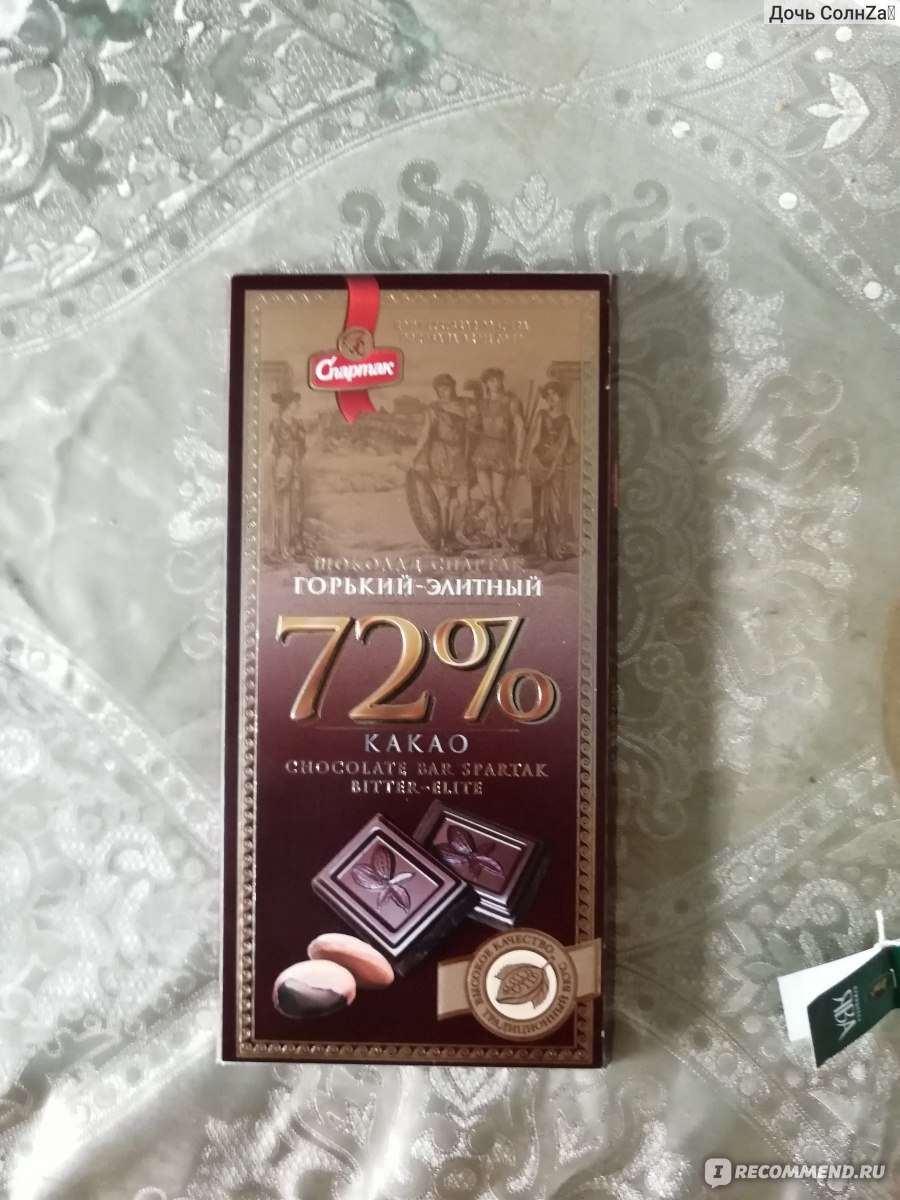 Дочь СолнZа
Спартак
ШОКОЛАД СПАРТАК
ГОРЬКИЙ-ЭЛИТНЫЙ
72%
КАКАО
CHOCOLATE BAR SPARTAK
BITTER-ELITE
ВЫСОКОЕ КАЧЕСТВО
ТРАДИЦИОННЫЙ ВКУС
IRECOMMEND.RU